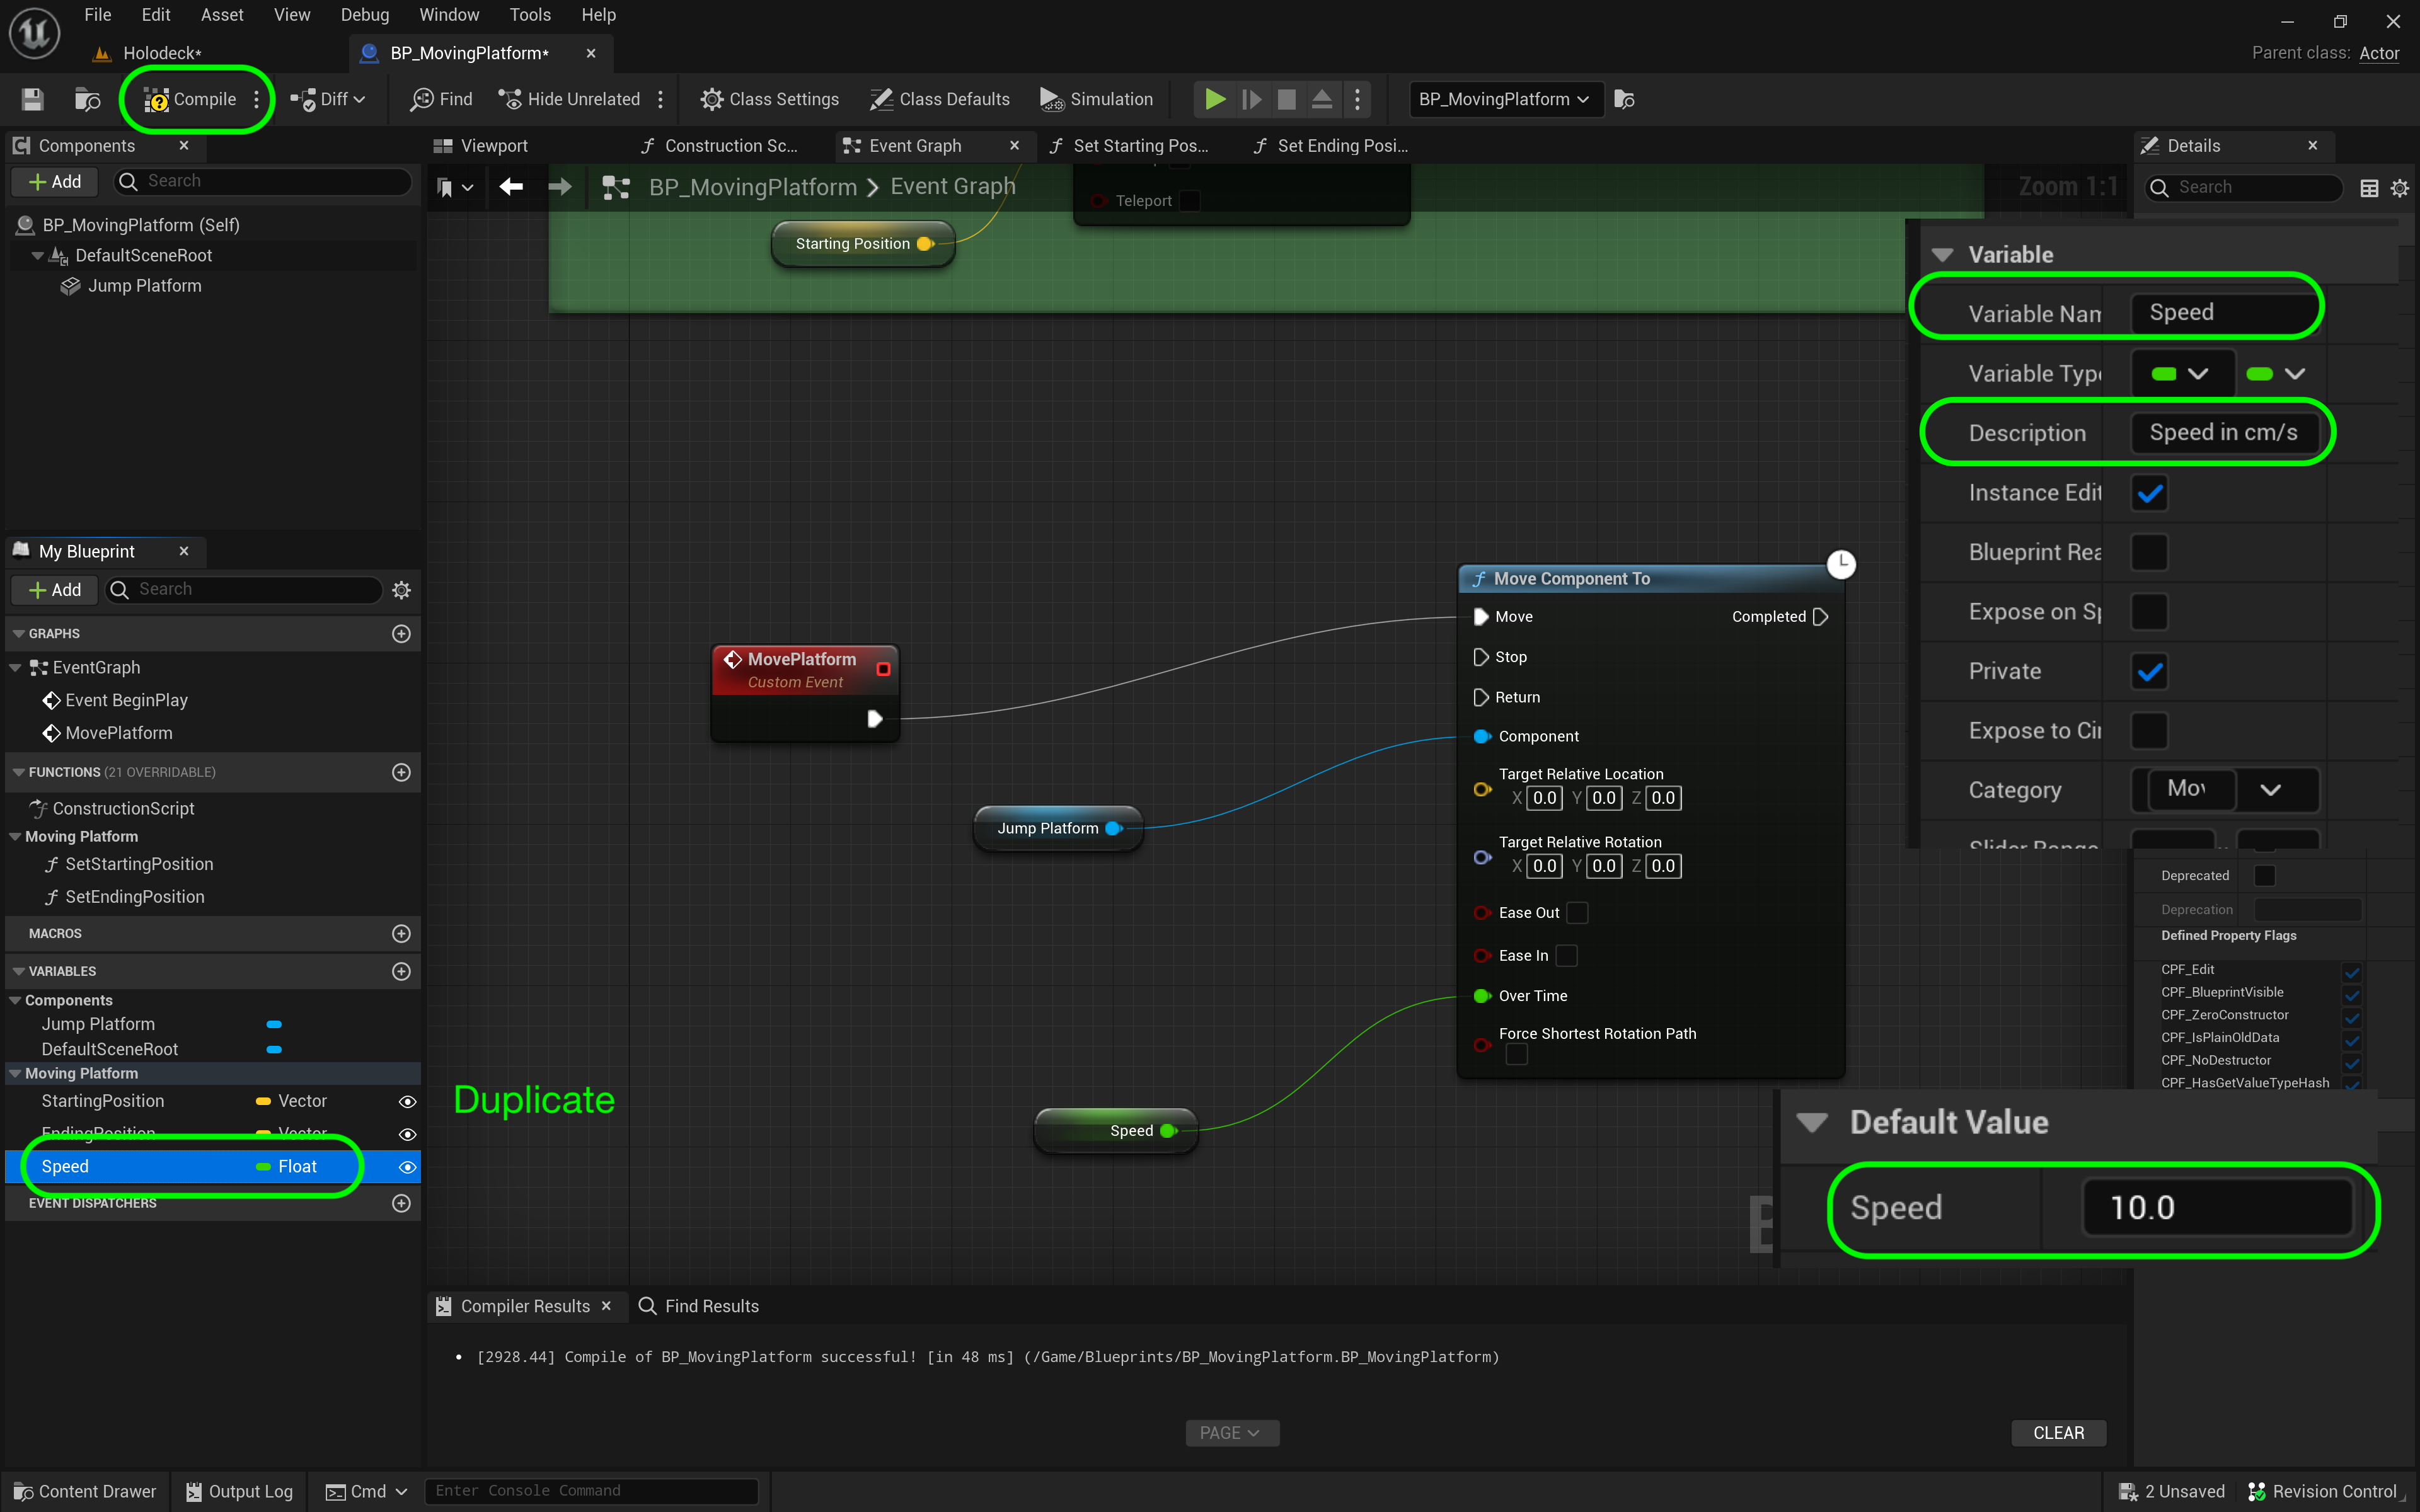 File Edit Asset View Debug Window Tools Help
Holodeck*
BP_MovingPlatform*
Parent class: Actor
Compile Diff Find Hide Unrelated Class Settings Class Defaults Simulation BP_MovingPlatform
Components
Viewport Construction Sc... Event Graph Set Starting Pos... Set Ending Posi...
Details
Add Search
BP_MovingPlatform > Event Graph
Zoom 1:1
Search
BP_MovingPlatform (Self)
DefaultSceneRoot
Jump Platform
Teleport
Starting Position
Variable
Variable Nam
Speed
Variable Type
Description
Speed in cm/s
Instance Edit
Blueprint Rea
Expose on Sp
Private
Expose to Ci
Category
Mov
Slider Range
Deprecated
Deprecation
Defined Property Flags
CPF_Edit
CPF_BlueprintVisible
CPF_ZeroConstructor
CPF_IsPlainOldData
CPF_NoDestructor
CPF_HasGetValueTypeHash
Default Value
Speed 10.0
My Blueprint
Add Search
GRAPHS
EventGraph
Event BeginPlay
MovePlatform
FUNCTIONS (21 OVERRIDABLE)
ConstructionScript
Moving Platform
SetStartingPosition
SetEndingPosition
MACROS
VARIABLES
Components
Jump Platform
DefaultSceneRoot
Moving Platform
StartingPosition Vector
EndingPosition Vector
Speed Float
EVENT DISPATCHERS
MovePlatform
Custom Event
Jump Platform
Speed
Duplicate
Move Component To
Move Completed
Stop
Return
Component
Target Relative Location
X 0.0 Y 0.0 Z 0.0
Target Relative Rotation
X 0.0 Y 0.0 Z 0.0
Ease Out
Ease In
Over Time
Force Shortest Rotation Path
Compiler Results Find Results
[2928.44] Compile of BP_MovingPlatform successful! [in 48 ms] (/Game/Blueprints/BP_MovingPlatform.BP_MovingPlatform)
PAGE
CLEAR
Content Drawer Output Log Cmd Enter Console Command 2 Unsaved Revision Control